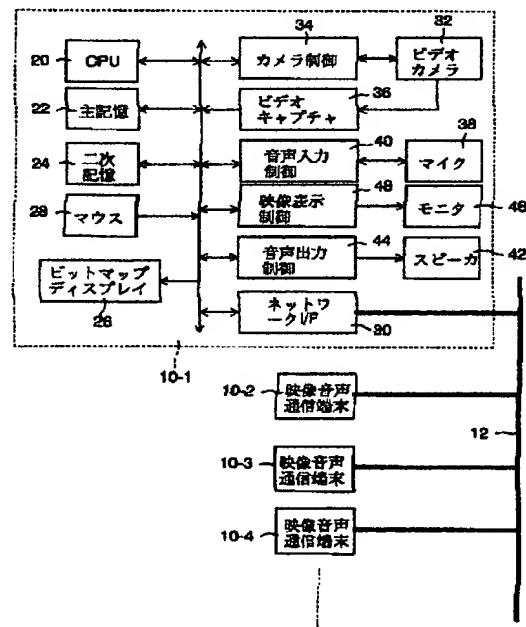 34
32
20
CPU
カメラ制御
ビデオ
カメラ
22
主記憶
36
ビデオ
キャプチャ
24
二次
記憶
40
音声入力
制御
38
マイク
28
マウス
48
映像表示
制御
モニタ
46
44
音声出力
制御
42
スピーカ
ビットマップ
ディスプレイ
26
ネットワ
ークI/F
30
10-1
10-2
映像音声
通信端末
12
10-3
映像音声
通信端末
10-4
映像音声
通信端末